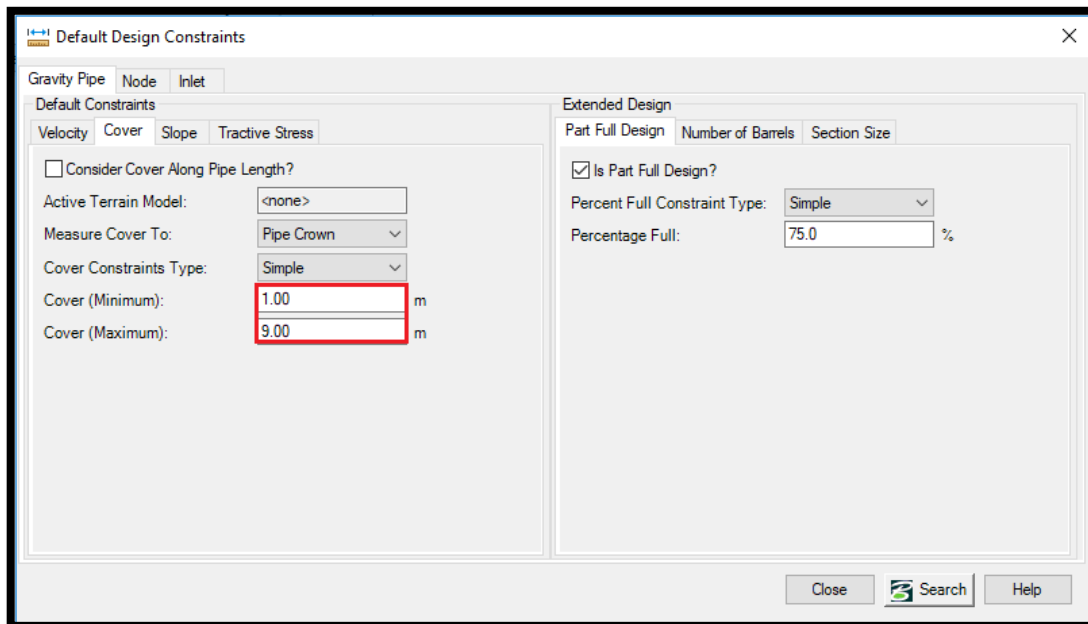 Default Design Constraints
Gravity Pipe Node Inlet
Default Constraints
Velocity Cover Slope Tractive Stress
Consider Cover Along Pipe Length?
Active Terrain Model: <none>
Measure Cover To: Pipe Crown
Cover Constraints Type: Simple
Cover (Minimum): 1.00 m
Cover (Maximum): 9.00 m
Extended Design
Part Full Design Number of Barrels Section Size
Is Part Full Design?
Percent Full Constraint Type: Simple
Percentage Full: 75.0 %
Close Search Help